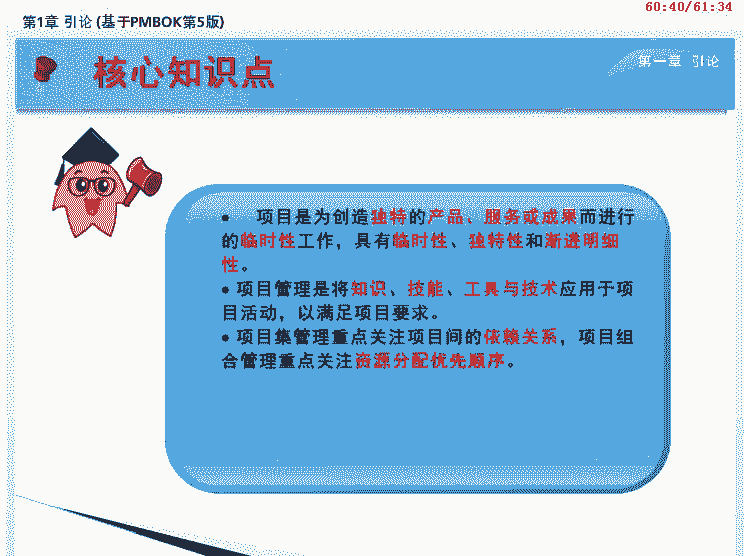 60:40/61:34
第1章 引论 (基于PMBOK第5版)
核心知识点
第一章 引论
• 项目是为创造独特的产品、服务或成果而进行
的临时性工作，具有临时性、独特性和渐进明细
性。
• 项目管理是将知识、技能、工具与技术应用于项
目活动，以满足项目要求。
• 项目集管理重点关注项目间的依赖关系，项目组
合管理重点关注资源分配优先顺序。